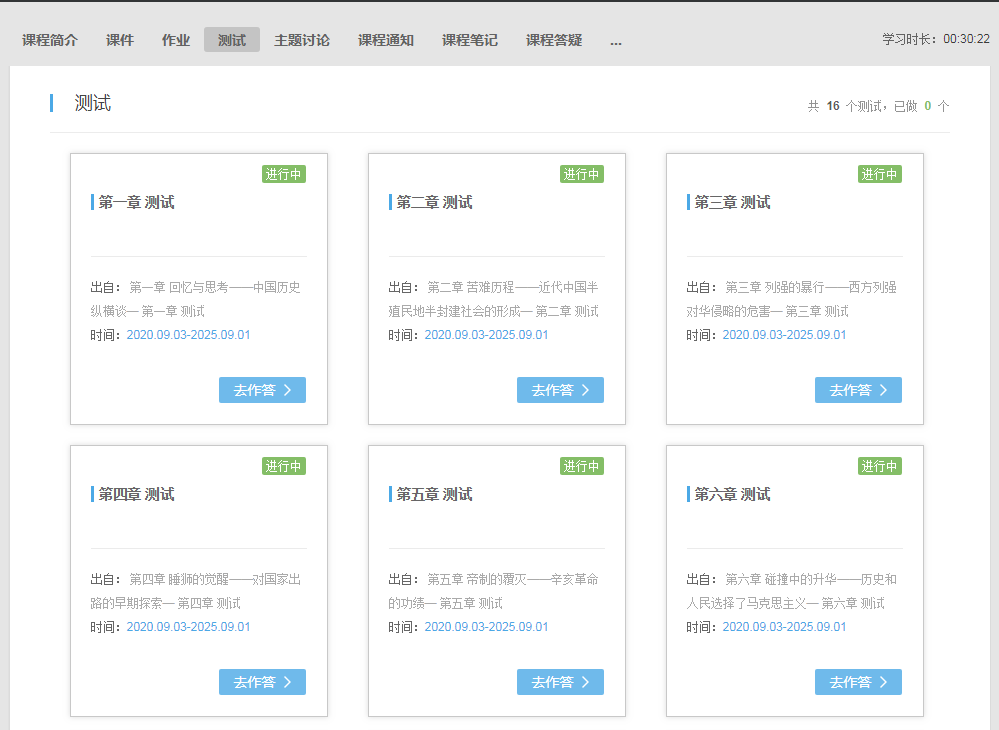 课程简介 课件 作业 测试 主题讨论 课程通知 课程笔记 课程答疑 ... 学习时长：00:30:22
测试 共 16 个测试，已做 0 个
进行中
第一章 测试
出自： 第一章 回忆与思考——中国历史
纵横谈— 第一章 测试
时间：2020.09.03-2025.09.01
去作答 >
进行中
第二章 测试
出自： 第二章 苦难历程——近代中国半
殖民地半封建社会的形成— 第二章 测试
时间：2020.09.03-2025.09.01
去作答 >
进行中
第三章 测试
出自： 第三章 列强的暴行——西方列强
对华侵略的危害— 第三章 测试
时间：2020.09.03-2025.09.01
去作答 >
进行中
第四章 测试
出自： 第四章 睡狮的觉醒——对国家出
路的早期探索— 第四章 测试
时间：2020.09.03-2025.09.01
去作答 >
进行中
第五章 测试
出自： 第五章 帝制的覆灭——辛亥革命
的功绩— 第五章 测试
时间：2020.09.03-2025.09.01
去作答 >
进行中
第六章 测试
出自： 第六章 碰撞中的升华——历史和
人民选择了马克思主义— 第六章 测试
时间：2020.09.03-2025.09.01
去作答 >